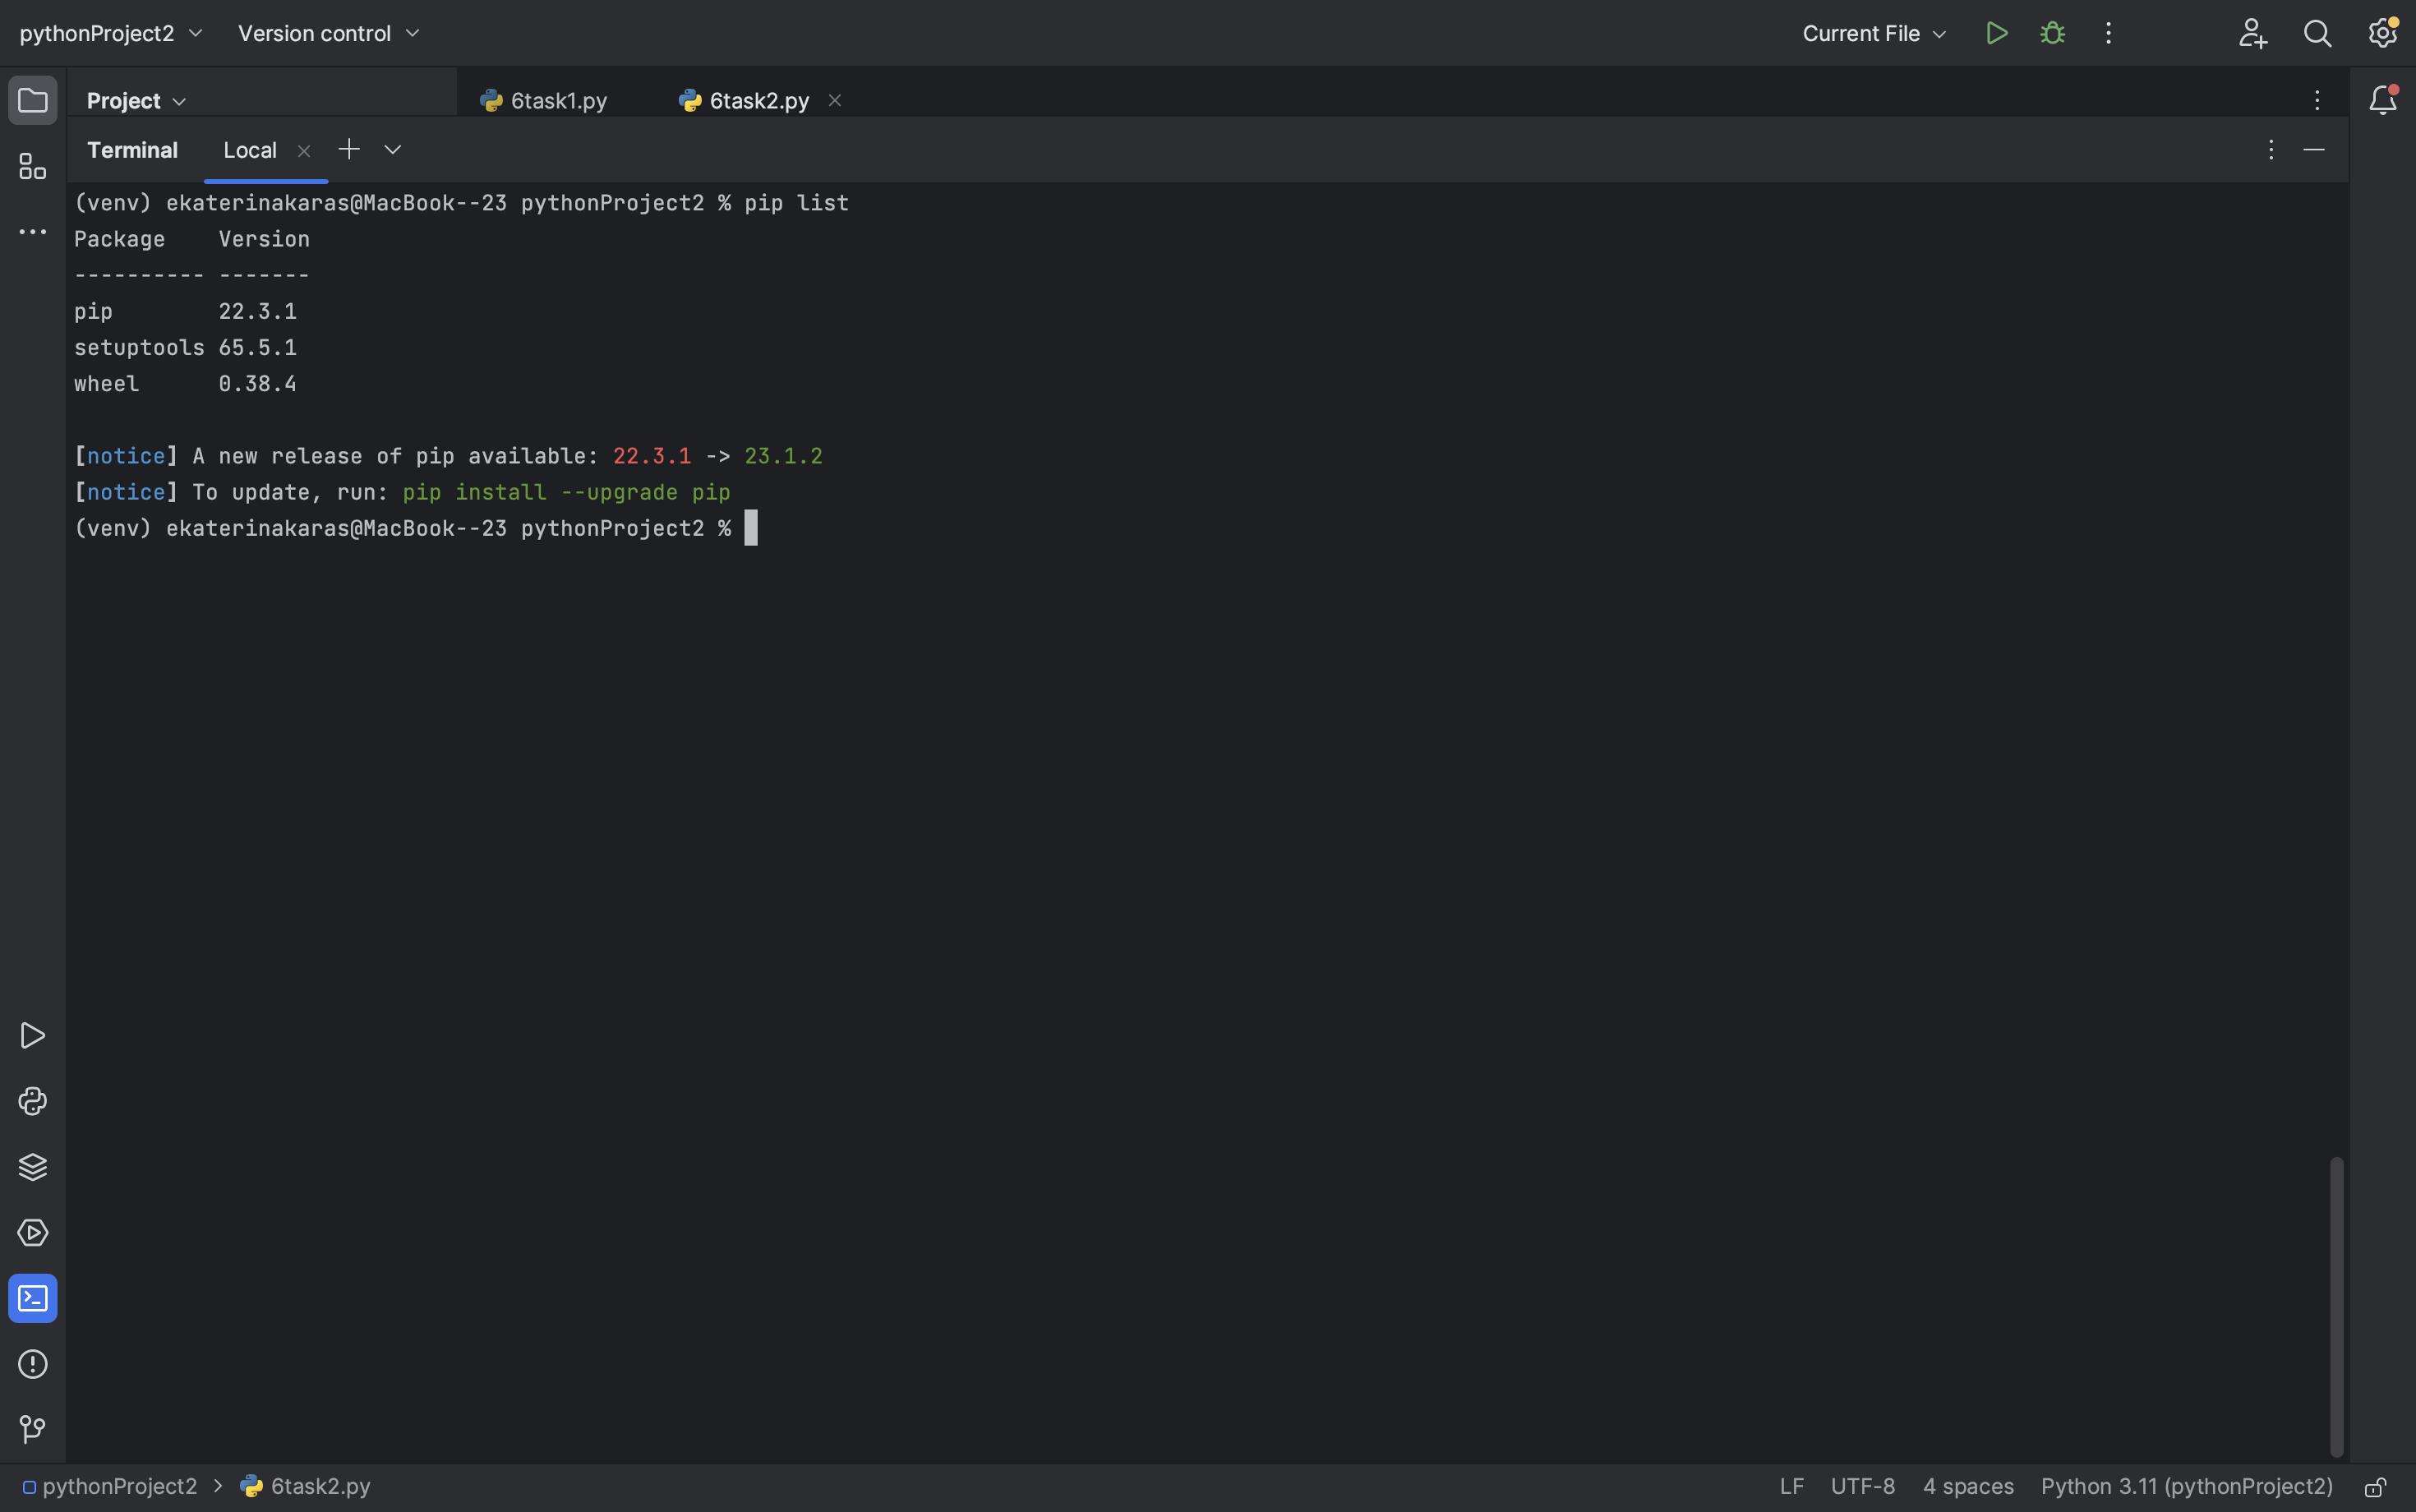 pythonProject2 Version control Current File
Project 6task1.py 6task2.py
Terminal Local
(venv) ekaterinakaras@MacBook--23 pythonProject2 % pip list
Package    Version
---------- -------
pip        22.3.1
setuptools 65.5.1
wheel      0.38.4
[notice] A new release of pip available: 22.3.1 -> 23.1.2
[notice] To update, run: pip install --upgrade pip
(venv) ekaterinakaras@MacBook--23 pythonProject2 %
pythonProject2 > 6task2.py LF UTF-8 4 spaces Python 3.11 (pythonProject2)